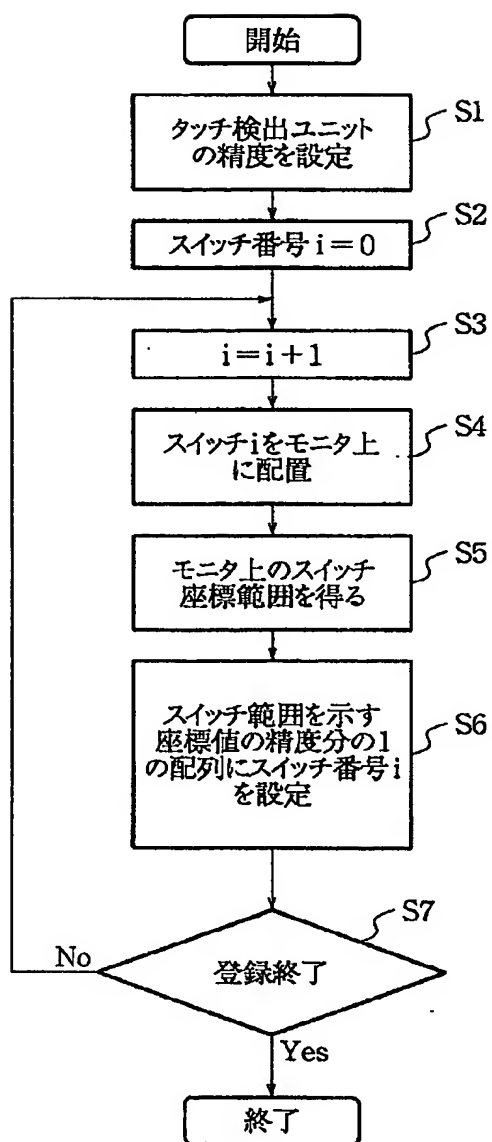 開始
S1
タッチ検出ユニット
の精度を設定
S2
スイッチ番号i=0
S3
i=i+1
S4
スイッチiをモニタ上
に配置
S5
モニタ上のスイッチ
座標範囲を得る
S6
スイッチ範囲を示す
座標値の精度分の1
の配列にスイッチ番号i
を設定
S7
登録終了
No
Yes
終了